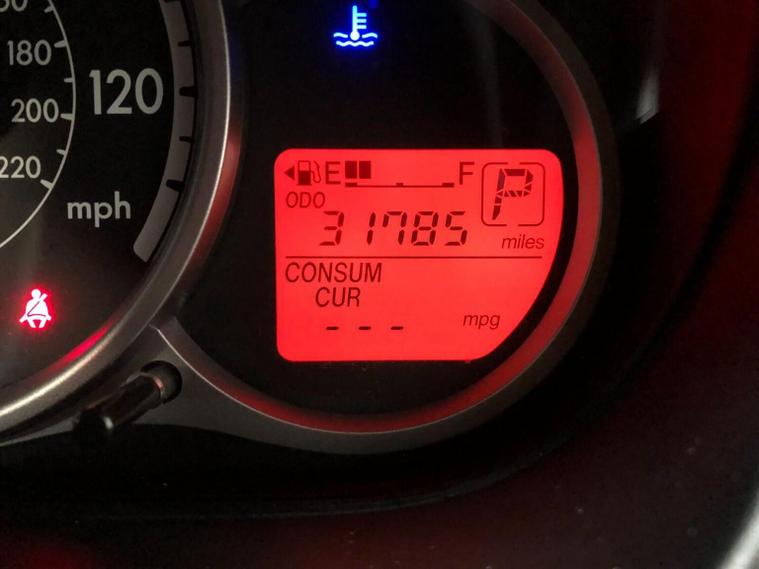 180
200
220
120
mph
E F
P
ODO
31785 miles
CONSUM
CUR
--- mpg